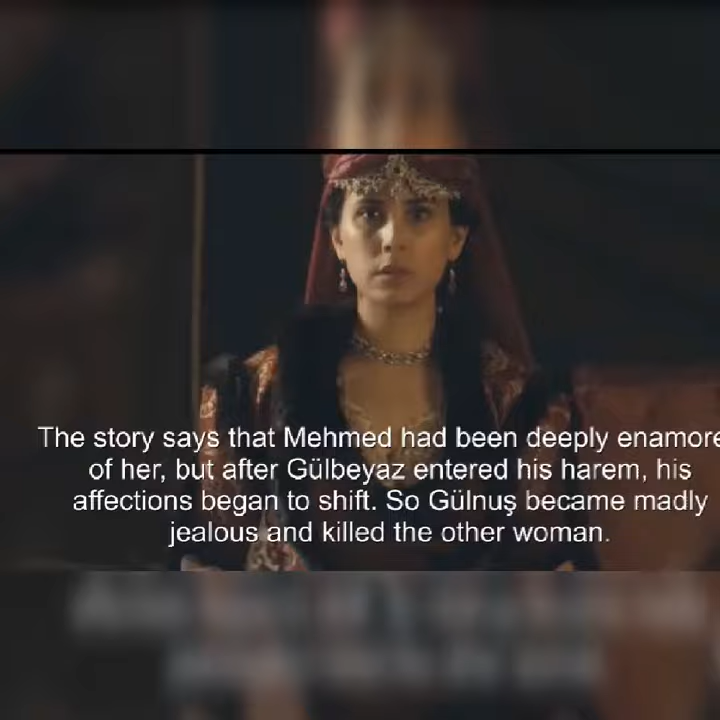 The story says that Mehmed had been deeply enamore
of her, but after Gülbeyaz entered his harem, his
affections began to shift. So Gülnuş became madly
jealous and killed the other woman.